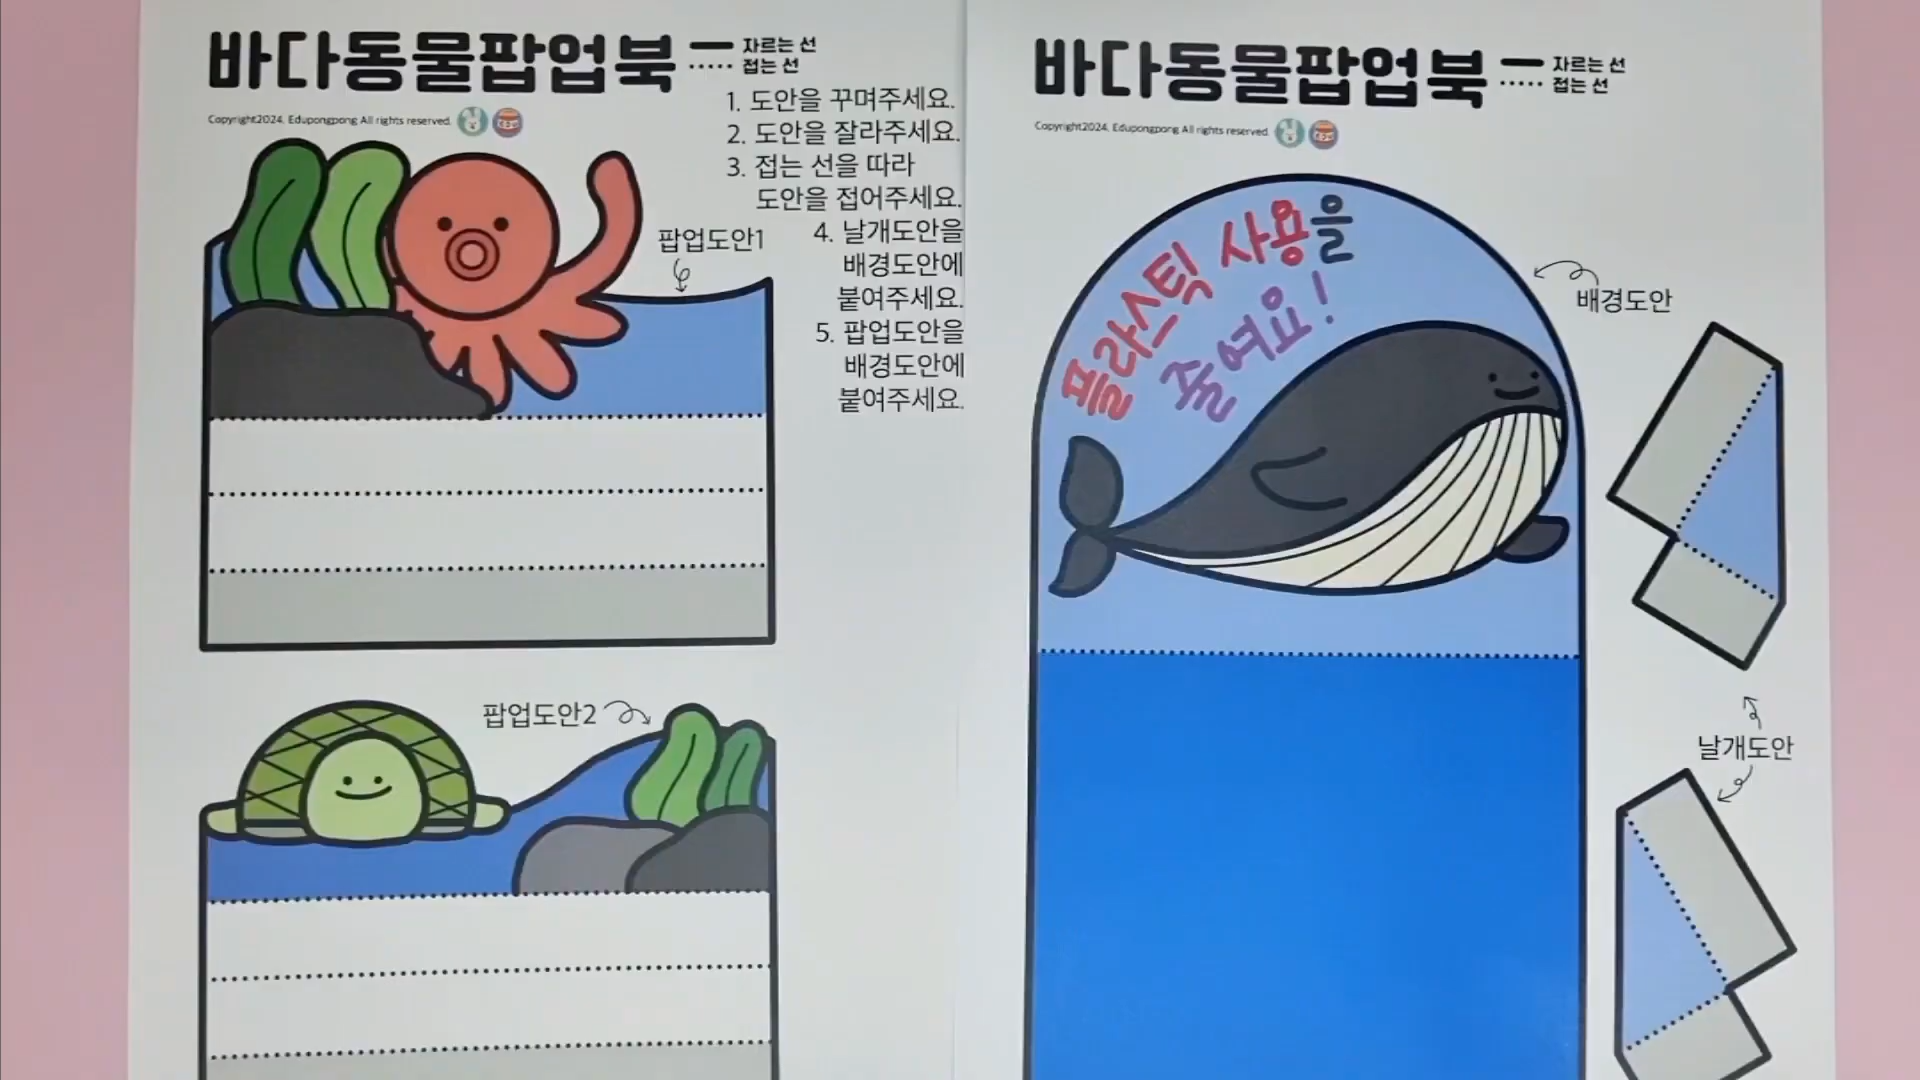 바다동물팝업북
자르는 선
접는 선
Copyright2024. Edupongpong All rights reserved.
1. 도안을 꾸며주세요.
2. 도안을 잘라주세요.
3. 접는 선을 따라
도안을 접어주세요.
4. 날개도안을
배경도안에
붙여주세요.
5. 팝업도안을
배경도안에
붙여주세요.
팝업도안1
팝업도안2
바다동물팝업북
자르는 선
접는 선
Copyright2024. Edupongpong All rights reserved.
플라스틱 사용을
줄여요!
배경도안
날개도안